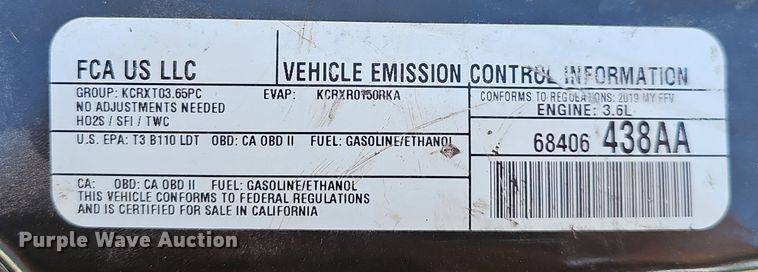 FCA US LLC
VEHICLE EMISSION CONTROL INFORMATION
GROUP: KCRXT03.65PC EVAP: KCRXR0150RKA
CONFORMS TO REGULATIONS: 2019 MY FFV
NO ADJUSTMENTS NEEDED
HO2S / SFI / TWC
ENGINE: 3.6L
U.S. EPA: T3 B110 LDT OBD: CA OBD II FUEL: GASOLINE/ETHANOL
68406 438AA
CA: OBD: CA OBD II FUEL: GASOLINE/ETHANOL
THIS VEHICLE CONFORMS TO FEDERAL REGULATIONS
AND IS CERTIFIED FOR SALE IN CALIFORNIA
Purple Wave Auction